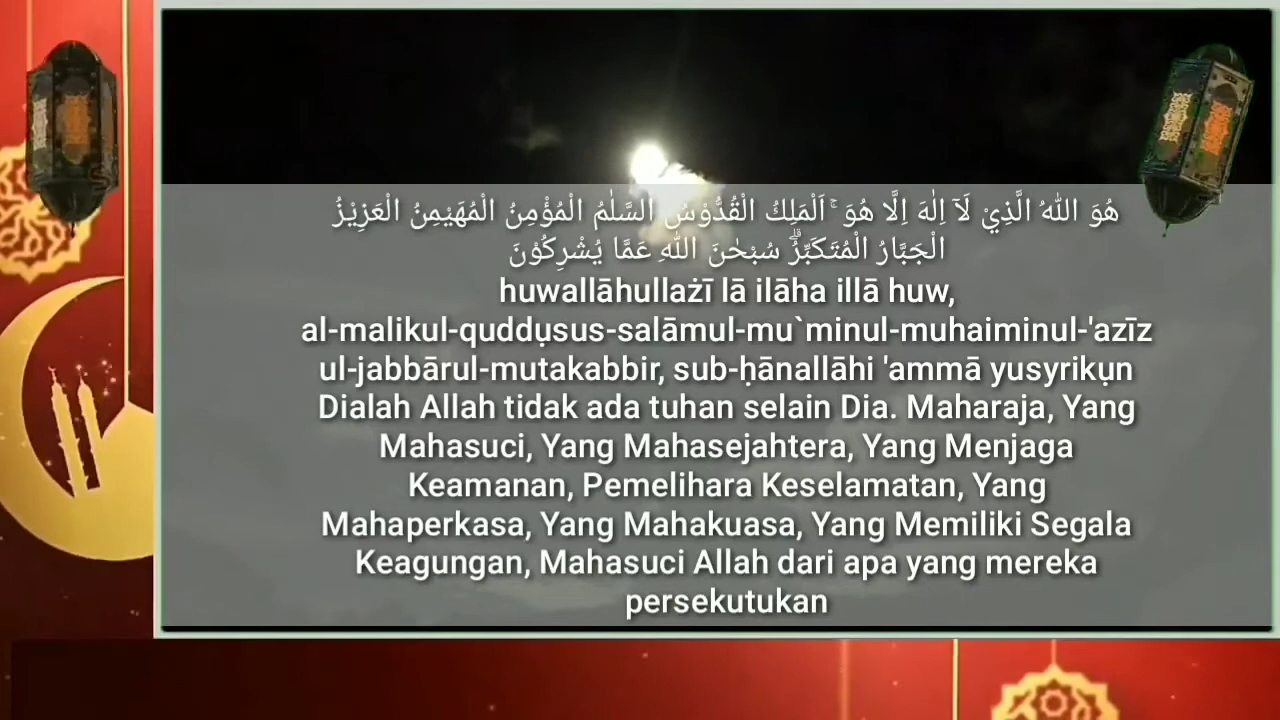 هُوَ اللّٰهُ الَّذِيْ لَآ اِلٰهَ اِلَّا هُوَ ۚ اَلْمَلِكُ الْقُدُّوْسُ السَّلٰمُ الْمُؤْمِنُ الْمُهَيْمِنُ الْعَزِيْزُ
الْجَبَّارُ الْمُتَكَبِّرُۗ سُبْحٰنَ اللّٰهِ عَمَّا يُشْرِكُوْنَ
huwallāhullażī lā ilāha illā huw,
al-malikul-quddụsus-salāmul-mu`minul-muhaiminul-'azīz
ul-jabbārul-mutakabbir, sub-ḥānallāhi 'ammā yusyrikụn
Dialah Allah tidak ada tuhan selain Dia. Maharaja, Yang
Mahasuci, Yang Mahasejahtera, Yang Menjaga
Keamanan, Pemelihara Keselamatan, Yang
Mahaperkasa, Yang Mahakuasa, Yang Memiliki Segala
Keagungan, Mahasuci Allah dari apa yang mereka
persekutukan